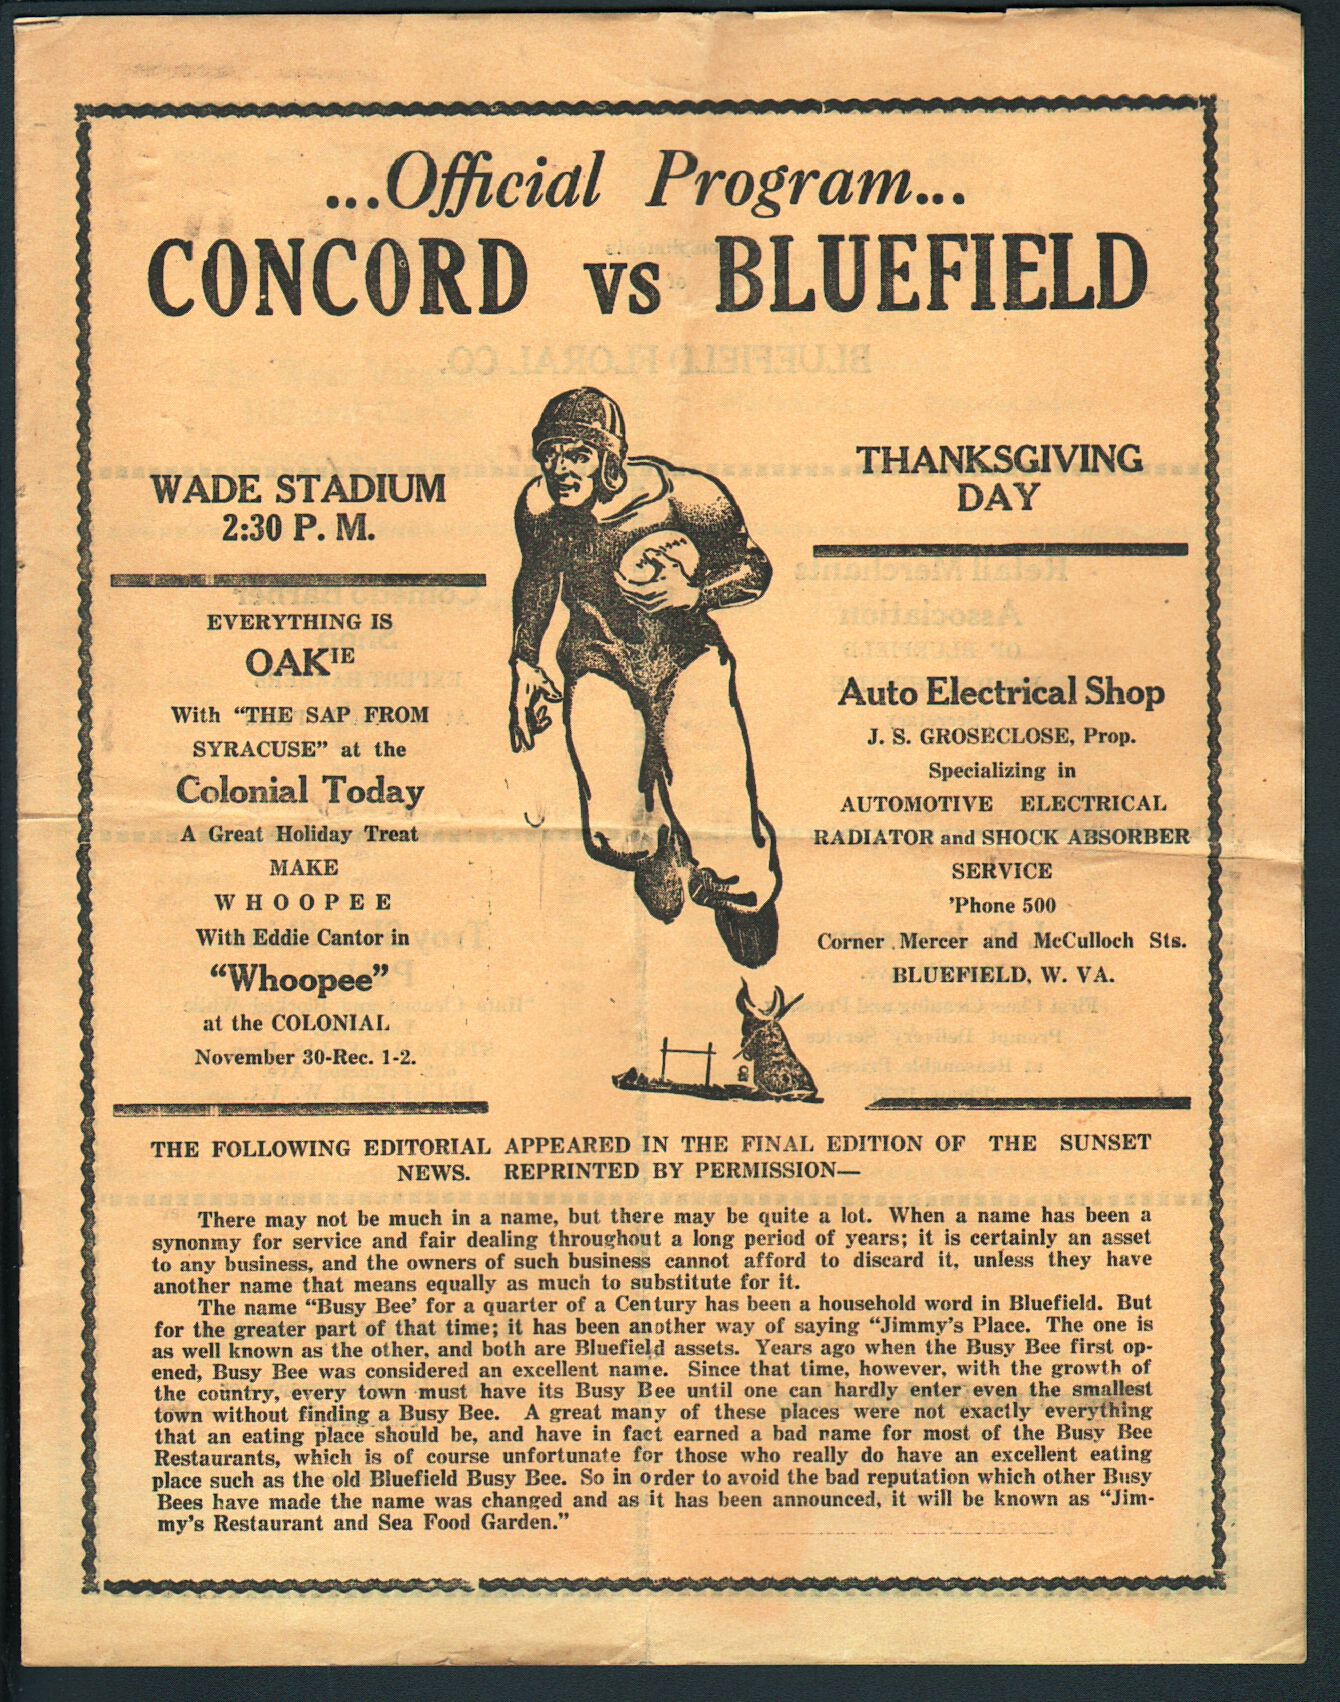 ...Official Program...
CONCORD vs BLUEFIELD
WADE STADIUM
2:30 P. M.
EVERYTHING IS
OAKIE
With "THE SAP FROM
SYRACUSE" at the
Colonial Today
A Great Holiday Treat
MAKE
WHOOPEE
With Eddie Cantor in
"Whoopee"
at the COLONIAL
November 30-Rec. 1-2.
THANKSGIVING
DAY
Auto Electrical Shop
J. S. GROSECLOSE, Prop.
Specializing in
AUTOMOTIVE ELECTRICAL
RADIATOR and SHOCK ABSORBER
SERVICE
'Phone 500
Corner Mercer and McCulloch Sts.
BLUEFIELD, W. VA.
THE FOLLOWING EDITORIAL APPEARED IN THE FINAL EDITION OF THE SUNSET
NEWS. REPRINTED BY PERMISSION—
There may not be much in a name, but there may be quite a lot. When a name has been a
synonmy for service and fair dealing throughout a long period of years; it is certainly an asset
to any business, and the owners of such business cannot afford to discard it, unless they have
another name that means equally as much to substitute for it.
The name "Busy Bee' for a quarter of a Century has been a household word in Bluefield. But
for the greater part of that time; it has been another way of saying "Jimmy's Place. The one is
as well known as the other, and both are Bluefield assets. Years ago when the Busy Bee first op-
ened, Busy Bee was considered an excellent name. Since that time, however, with the growth of
the country, every town must have its Busy Bee until one can hardly enter even the smallest
town without finding a Busy Bee. A great many of these places were not exactly everything
that an eating place should be, and have in fact earned a bad name for most of the Busy Bee
Restaurants, which is of course unfortunate for those who really do have an excellent eating
place such as the old Bluefield Busy Bee. So in order to avoid the bad reputation which other Busy
Bees have made the name was changed and as it has been announced, it will be known as "Jim-
my's Restaurant and Sea Food Garden."